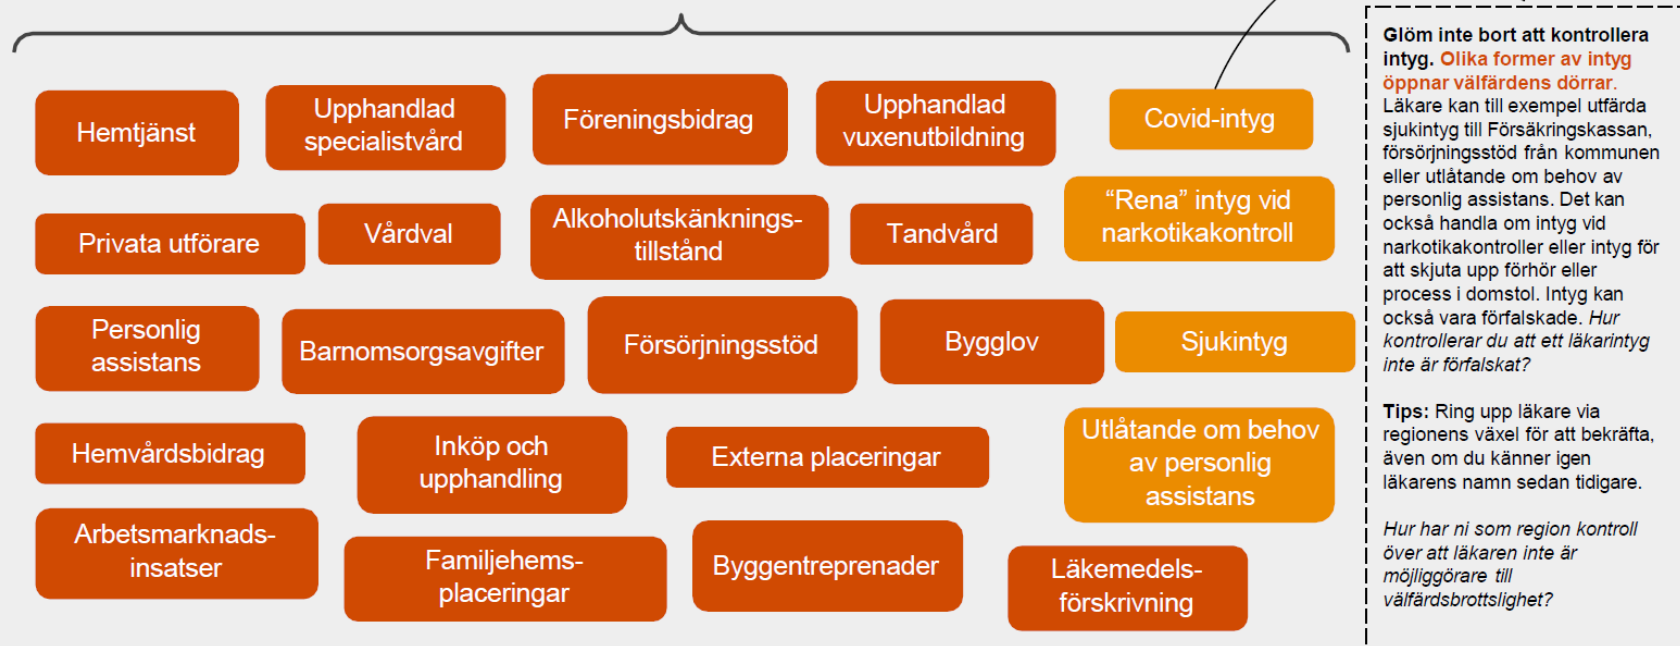 Hemtjänst
Upphandlad
specialistvård
Föreningsbidrag
Upphandlad
vuxenutbildning
Covid-intyg
Privata utförare
Vårdval
Alkoholutskänknings-
tillstånd
Tandvård
“Rena” intyg vid
narkotikakontroll
Personlig
assistans
Barnomsorgsavgifter
Försörjningsstöd
Bygglov
Sjukintyg
Hemvårdsbidrag
Inköp och
upphandling
Externa placeringar
Utlåtande om behov
av personlig
assistans
Arbetsmarknads-
insatser
Familjehems-
placeringar
Byggentreprenader
Läkemedels-
förskrivning
Glöm inte bort att kontrollera
intyg. Olika former av intyg
öppnar välfärdens dörrar.
Läkare kan till exempel utfärda
sjukintyg till Försäkringskassan,
försörjningsstöd från kommunen
eller utlåtande om behov av
personlig assistans. Det kan
också handla om intyg vid
narkotikakontroller eller intyg för
att skjuta upp förhör eller
process i domstol. Intyg kan
också vara förfalskade. Hur
kontrollerar du att ett läkarintyg
inte är förfalskat?
Tips: Ring upp läkare via
regionens växel för att bekräfta,
även om du känner igen
läkarens namn sedan tidigare.
Hur har ni som region kontroll
över att läkaren inte är
möjliggörare till
välfärdsbrottslighet?